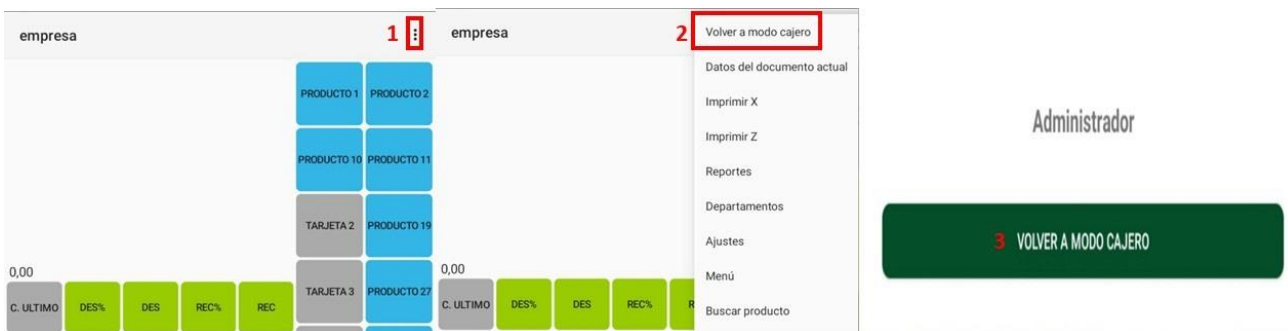 empresa
1
PRODUCTO 1
PRODUCTO 2
PRODUCTO 10
PRODUCTO 11
TARJETA 2
PRODUCTO 19
0,00
TARJETA 3
PRODUCTO 27
C. ULTIMO
DES%
DES
REC%
REC
empresa
2
Volver a modo cajero
Datos del documento actual
Imprimir X
Imprimir Z
Reportes
Departamentos
Ajustes
Menú
Buscar producto
0,00
C. ULTIMO
DES%
DES
REC%
R
Administrador
3 VOLVER A MODO CAJERO